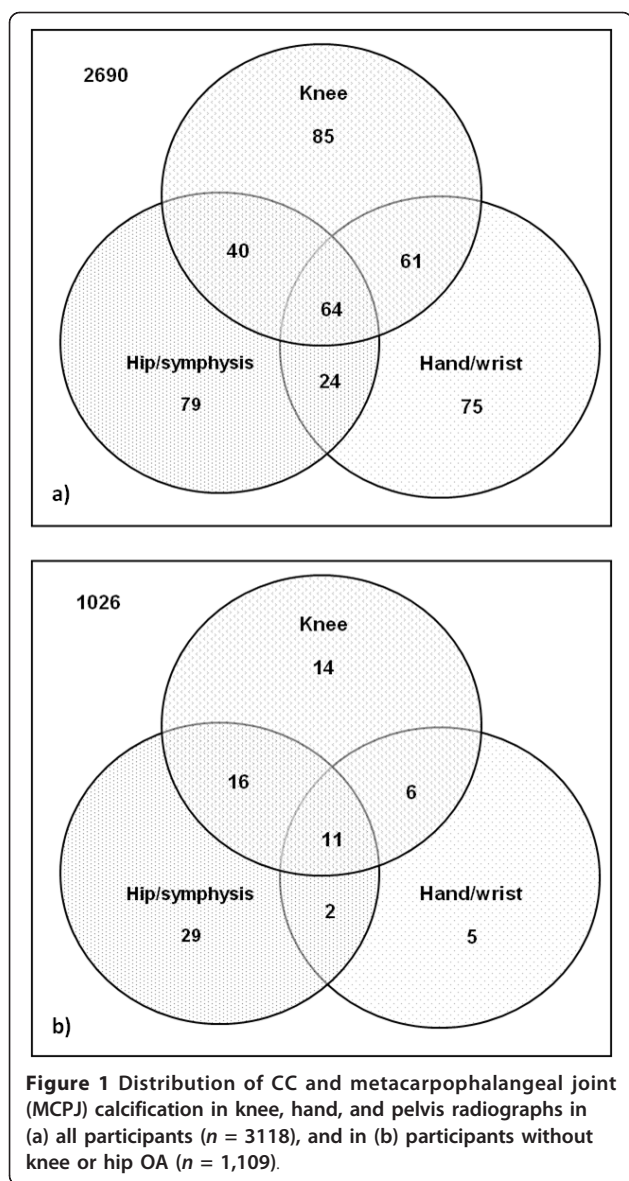 2690
Knee
85
40
61
64
Hip/symphysis
Hand/wrist
24
79
75
a)
1026
Knee
14
16
6
11
Hip/symphysis
Hand/wrist
2
29
5
b)
Figure 1 Distribution of CC and metacarpophalangeal joint
(MCPJ) calcification in knee, hand, and pelvis radiographs in
(a) all participants (n = 3118), and in (b) participants without
knee or hip OA (n = 1,109).